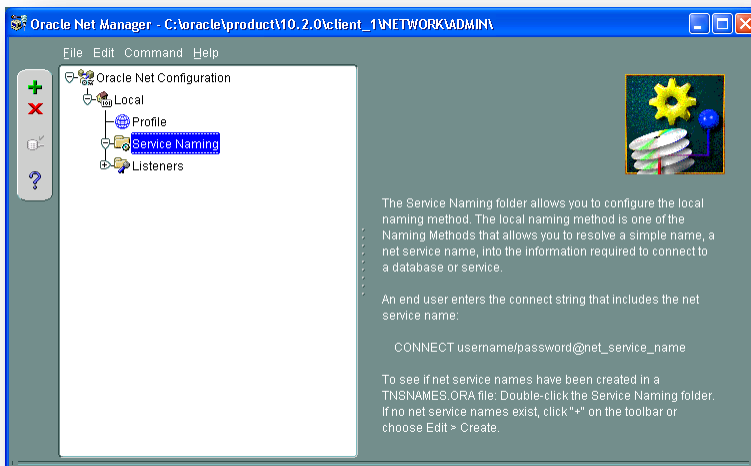 Oracle Net Manager - C:\oracle\product\10.2.0\client_1\NETWORK\ADMIN\
File Edit Command Help
Oracle Net Configuration
Local
Profile
Service Naming
Listeners
The Service Naming folder allows you to configure the local
naming method. The local naming method is one of the
Naming Methods that allows you to resolve a simple name, a
net service name, into the information required to connect to
a database or service.
An end user enters the connect string that includes the net
service name:
CONNECT username/password@net_service_name
To see if net service names have been created in a
TNSNAMES.ORA file: Double-click the Service Naming folder.
If no net service names exist, click "+" on the toolbar or
choose Edit > Create.